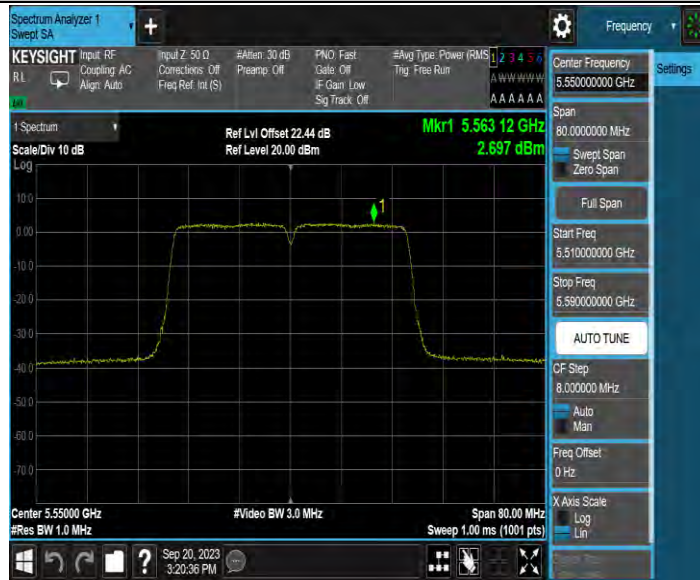 Spectrum Analyzer 1
Swept SA
+
Frequency
KEYSIGHT
RL
Input: RF
Coupling: AC
Align: Auto
Input Z: 50 Ω
Corrections: Off
Freq Ref: Int (S)
#Atten: 30 dB
Preamp: Off
PNO: Fast
Gate: Off
IF Gain: Low
Sig Track: Off
#Avg Type: Power (RMS
Trig: Free Run
1 2 3 4 5 6
A W W W W W
A A A A A A
Center Frequency
5.550000000 GHz
Settings
Span
80.0000000 MHz
Swept Span
Zero Span
Full Span
Start Freq
5.510000000 GHz
Stop Freq
5.590000000 GHz
AUTO TUNE
CF Step
8.000000 MHz
Auto
Man
Freq Offset
0 Hz
X Axis Scale
Log
Lin
1 Spectrum
Scale/Div 10 dB
Log
Ref Lvl Offset 22.44 dB
Ref Level 20.00 dBm
Mkr1 5.563 12 GHz
2.697 dBm
1
10.0
0.00
-10.0
-20.0
-30.0
-40.0
-50.0
-60.0
-70.0
Center 5.55000 GHz
#Video BW 3.0 MHz
Span 80.00 MHz
#Res BW 1.0 MHz
Sweep 1.00 ms (1001 pts)
?
Sep 20, 2023
3:20:36 PM